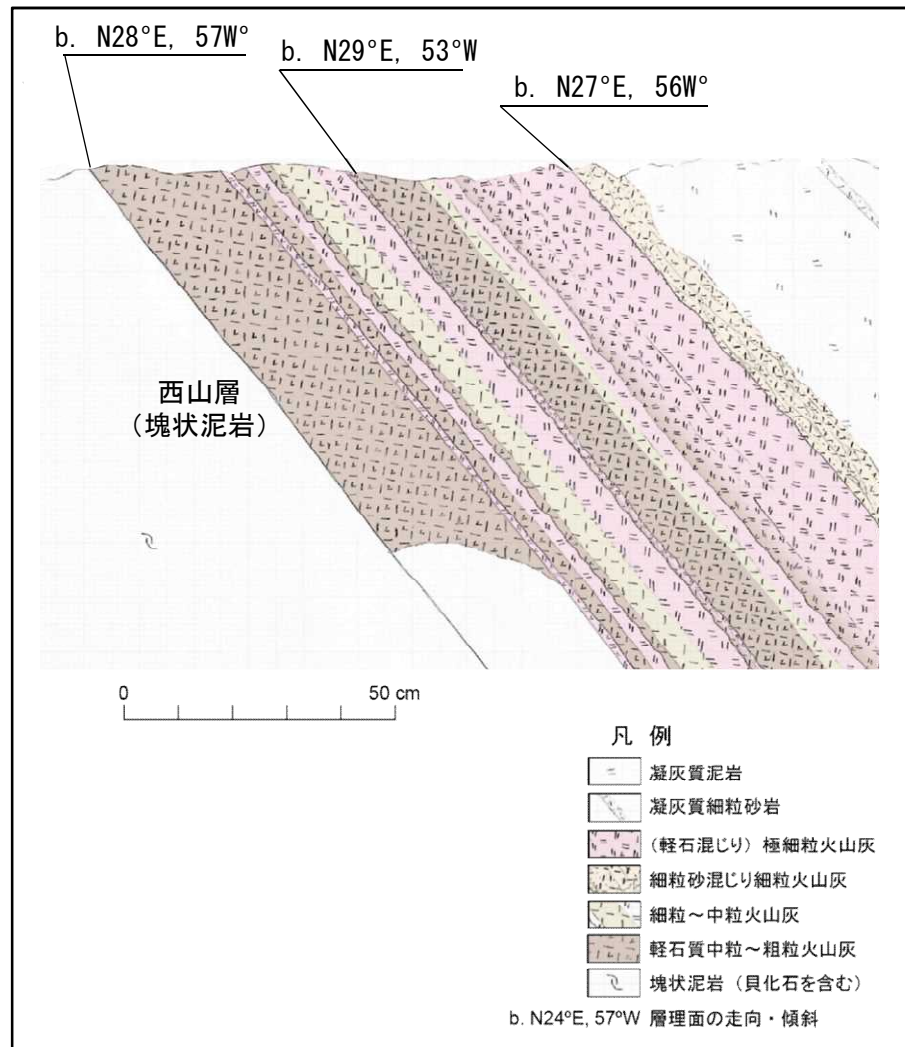 b. N28°E, 57W°
b. N29°E, 53°W
b. N27°E, 56W°
西山層
(塊状泥岩)
0 50 cm
凡 例
凝灰質泥岩
凝灰質細粒砂岩
(軽石混じり) 極細粒火山灰
細粒砂混じり細粒火山灰
細粒～中粒火山灰
軽石質中粒～粗粒火山灰
塊状泥岩 (貝化石を含む)
b. N24°E, 57°W 層理面の走向・傾斜